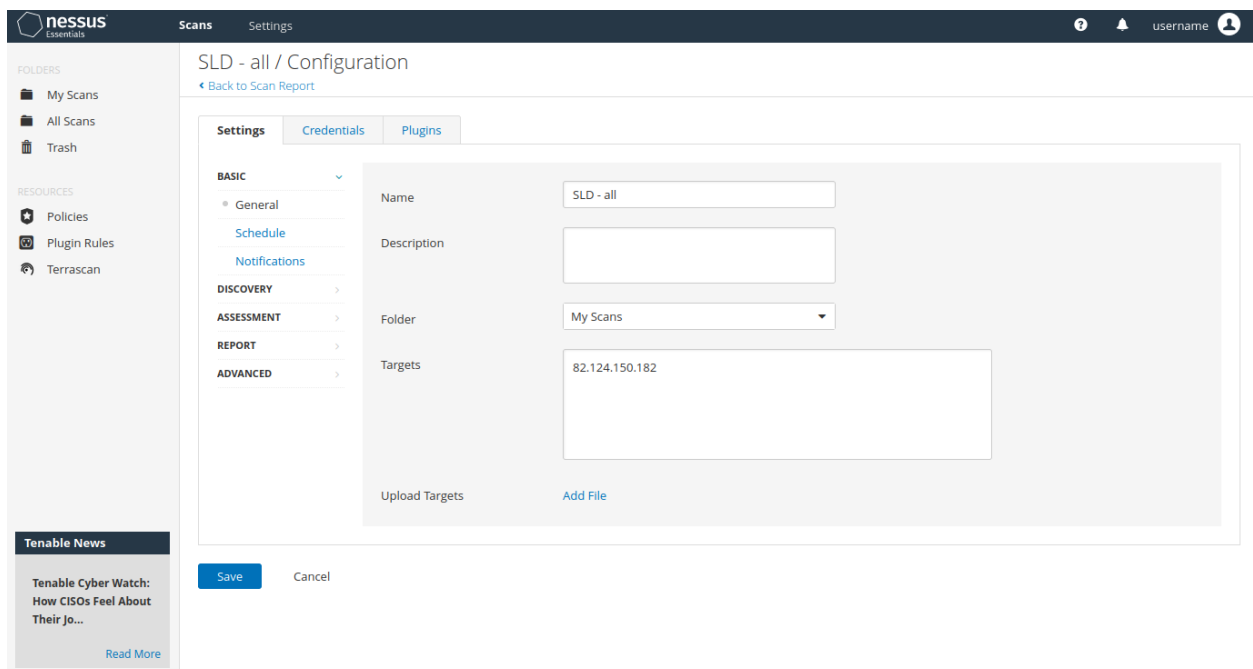 nessus
Essentials
Scans Settings
? username
FOLDERS
My Scans
All Scans
Trash
RESOURCES
Policies
Plugin Rules
Terrascan
Tenable News
Tenable Cyber Watch:
How CISOs Feel About
Their Jo...
Read More
SLD - all / Configuration
Back to Scan Report
Settings Credentials Plugins
BASIC
General
Schedule
Notifications
DISCOVERY
ASSESSMENT
REPORT
ADVANCED
Name SLD - all
Description
Folder My Scans
Targets 82.124.150.182
Upload Targets Add File
Save Cancel